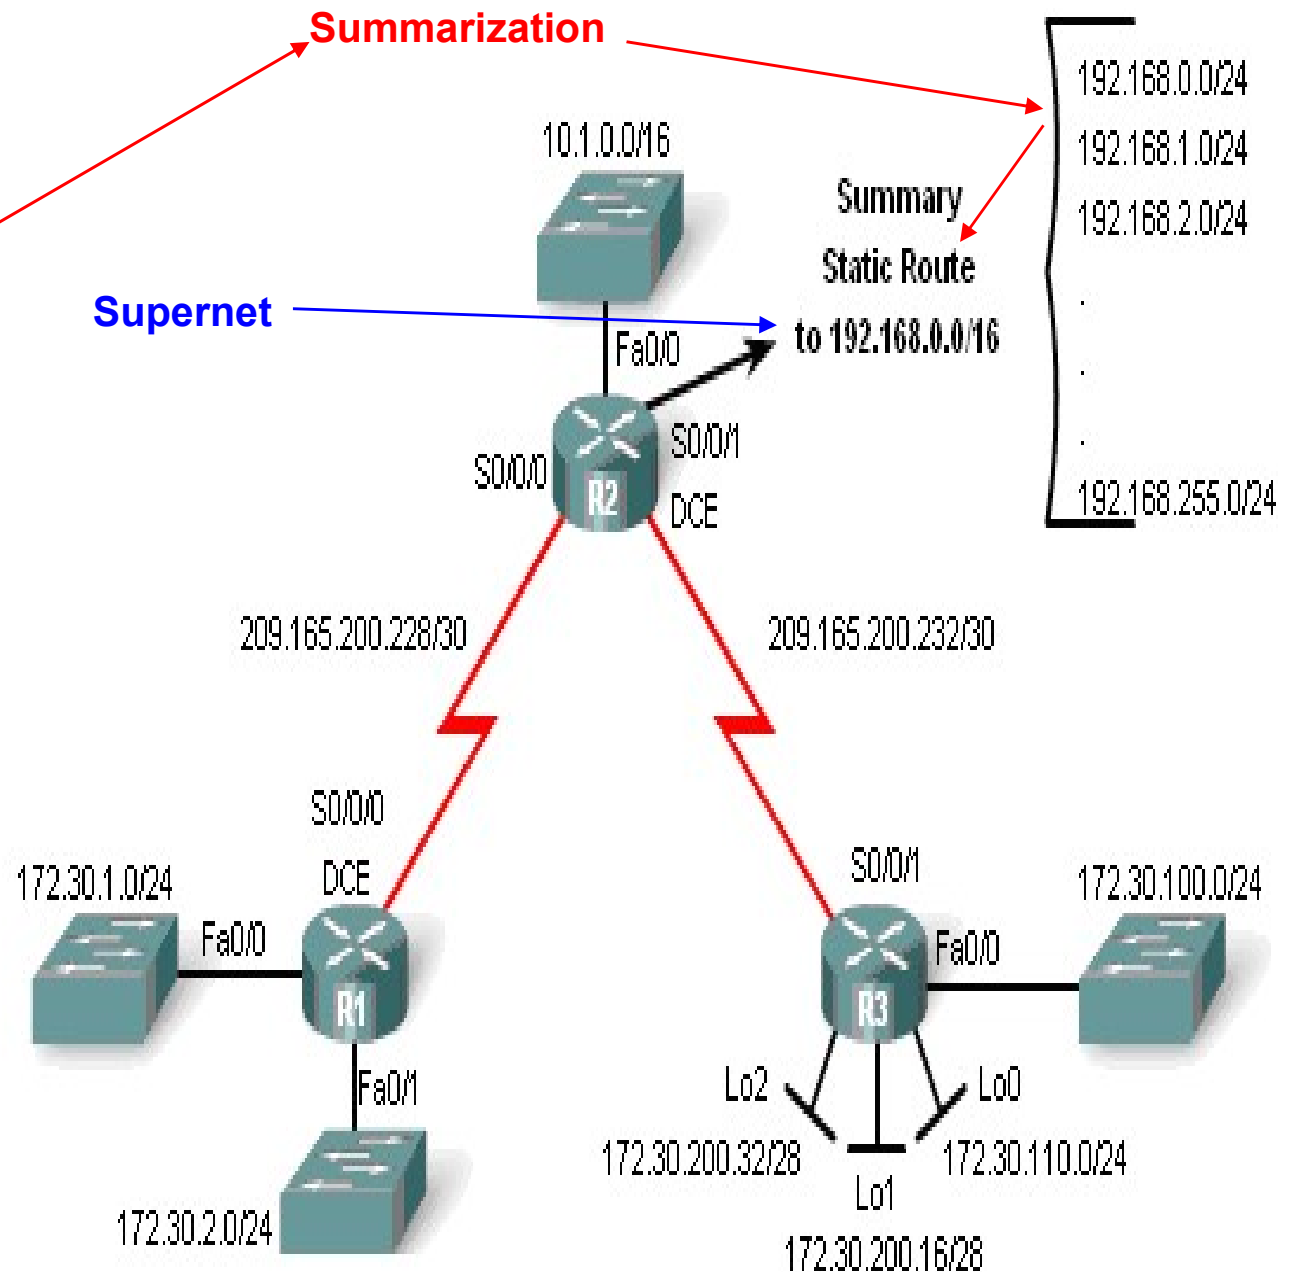 Summarization
192.168.0.0/24
192.168.1.0/24
192.168.2.0/24
.
.
.
192.168.255.0/24
10.1.0.0/16
Summary
Static Route
to 192.168.0.0/16
Supernet
Fa0/0
S0/0/0
R2
S0/0/1
DCE
209.165.200.228/30
209.165.200.232/30
S0/0/0
DCE
172.30.1.0/24
Fa0/0
R1
Fa0/1
172.30.2.0/24
S0/0/1
172.30.100.0/24
Fa0/0
R3
Lo2
Lo0
172.30.200.32/28
172.30.110.0/24
Lo1
172.30.200.16/28